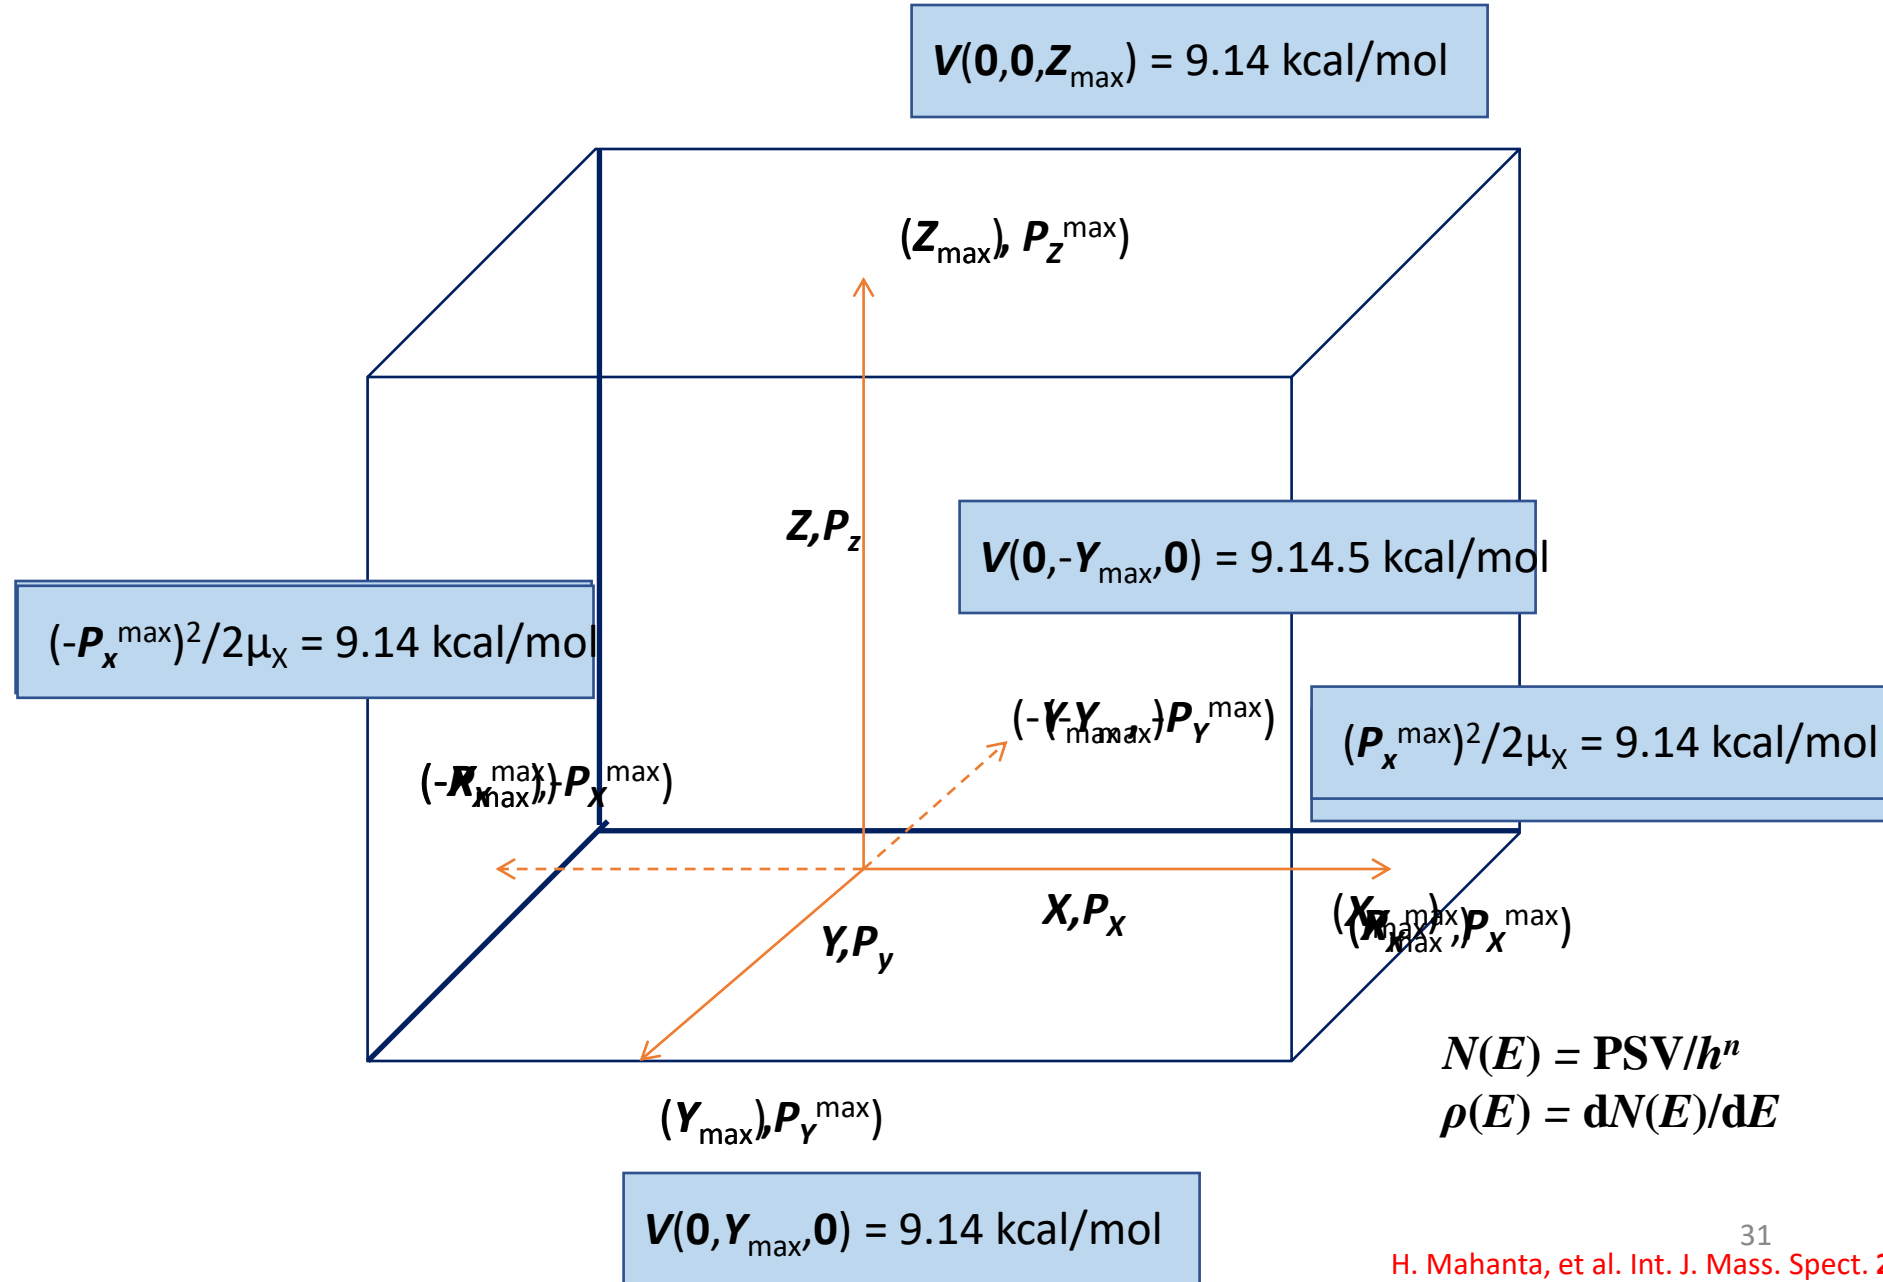 V(0,0,Zmax) = 9.14 kcal/mol
(Zmax), PZmax)
Z,Pz
V(0,-Ymax,0) = 9.14.5 kcal/mol
(-Pxmax)2/2μX = 9.14 kcal/mol
(Pxmax)2/2μX = 9.14 kcal/mol
-PYmax)
-PXmax)
X,PX
PXmax)
Y,Py
(Ymax),PYmax)
N(E) = PSV/hn
ρ(E) = dN(E)/dE
V(0,Ymax,0) = 9.14 kcal/mol
31
H. Mahanta, et al. Int. J. Mass. Spect. 2